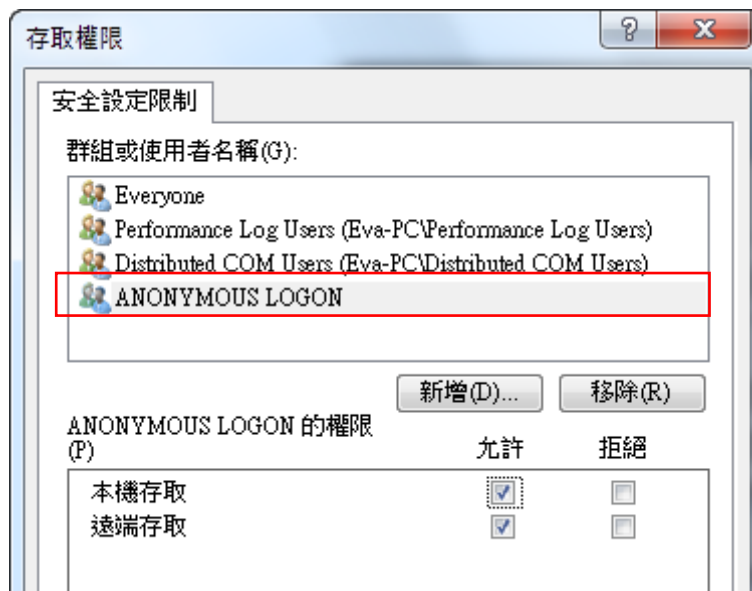 存取權限
安全設定限制
群組或使用者名稱(G):
Everyone
Performance Log Users (Eva-PC\Performance Log Users)
Distributed COM Users (Eva-PC\Distributed COM Users)
ANONYMOUS LOGON
新增(D)... 移除(R)
ANONYMOUS LOGON 的權限
(P) 允許 拒絕
本機存取
遠端存取